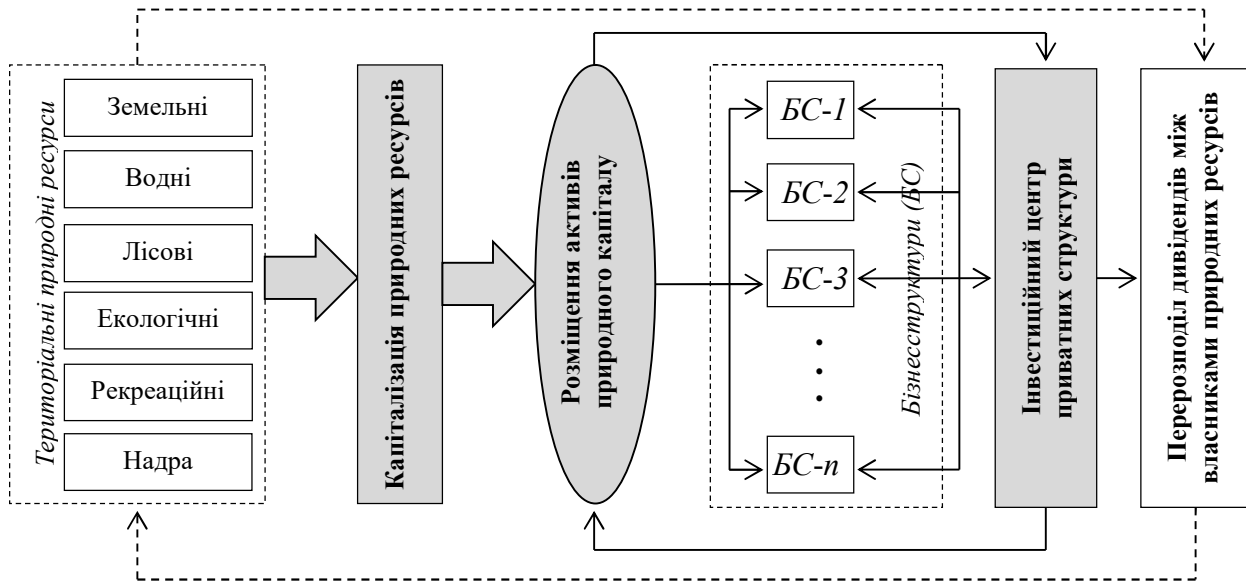 Територіальні природні ресурси
Земельні
Водні
Лісові
Екологічні
Рекреаційні
Надра
Капіталізація природних ресурсів
Розміщення активів
природного капіталу
БС-1
БС-2
БС-3
БС-n
Бізнесструктури (БС)
Інвестиційний центр
приватних структури
Перерозподіл дивідендів між
власниками природних ресурсів